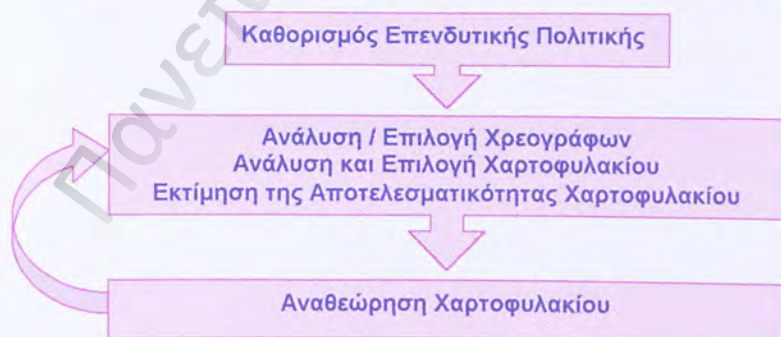 Καθορισμός Επενδυτικής Πολιτικής
Ανάλυση / Επιλογή Χρεογράφων
Ανάλυση και Επιλογή Χαρτοφυλακίου
Εκτίμηση της Αποτελεσματικότητας Χαρτοφυλακίου
Αναθεώρηση Χαρτοφυλακίου